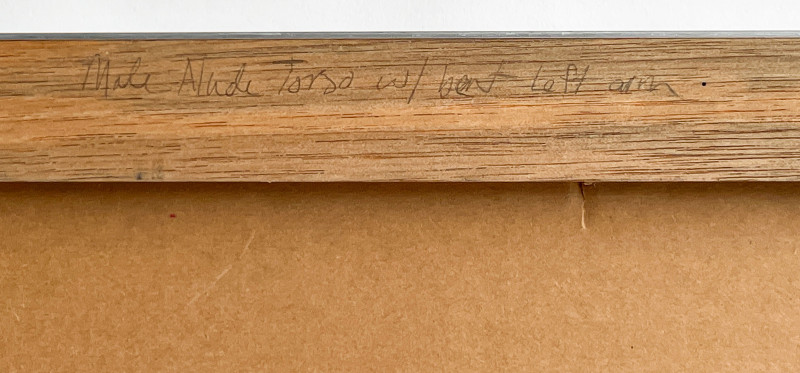 Male Nude Torso w/ bent left arm